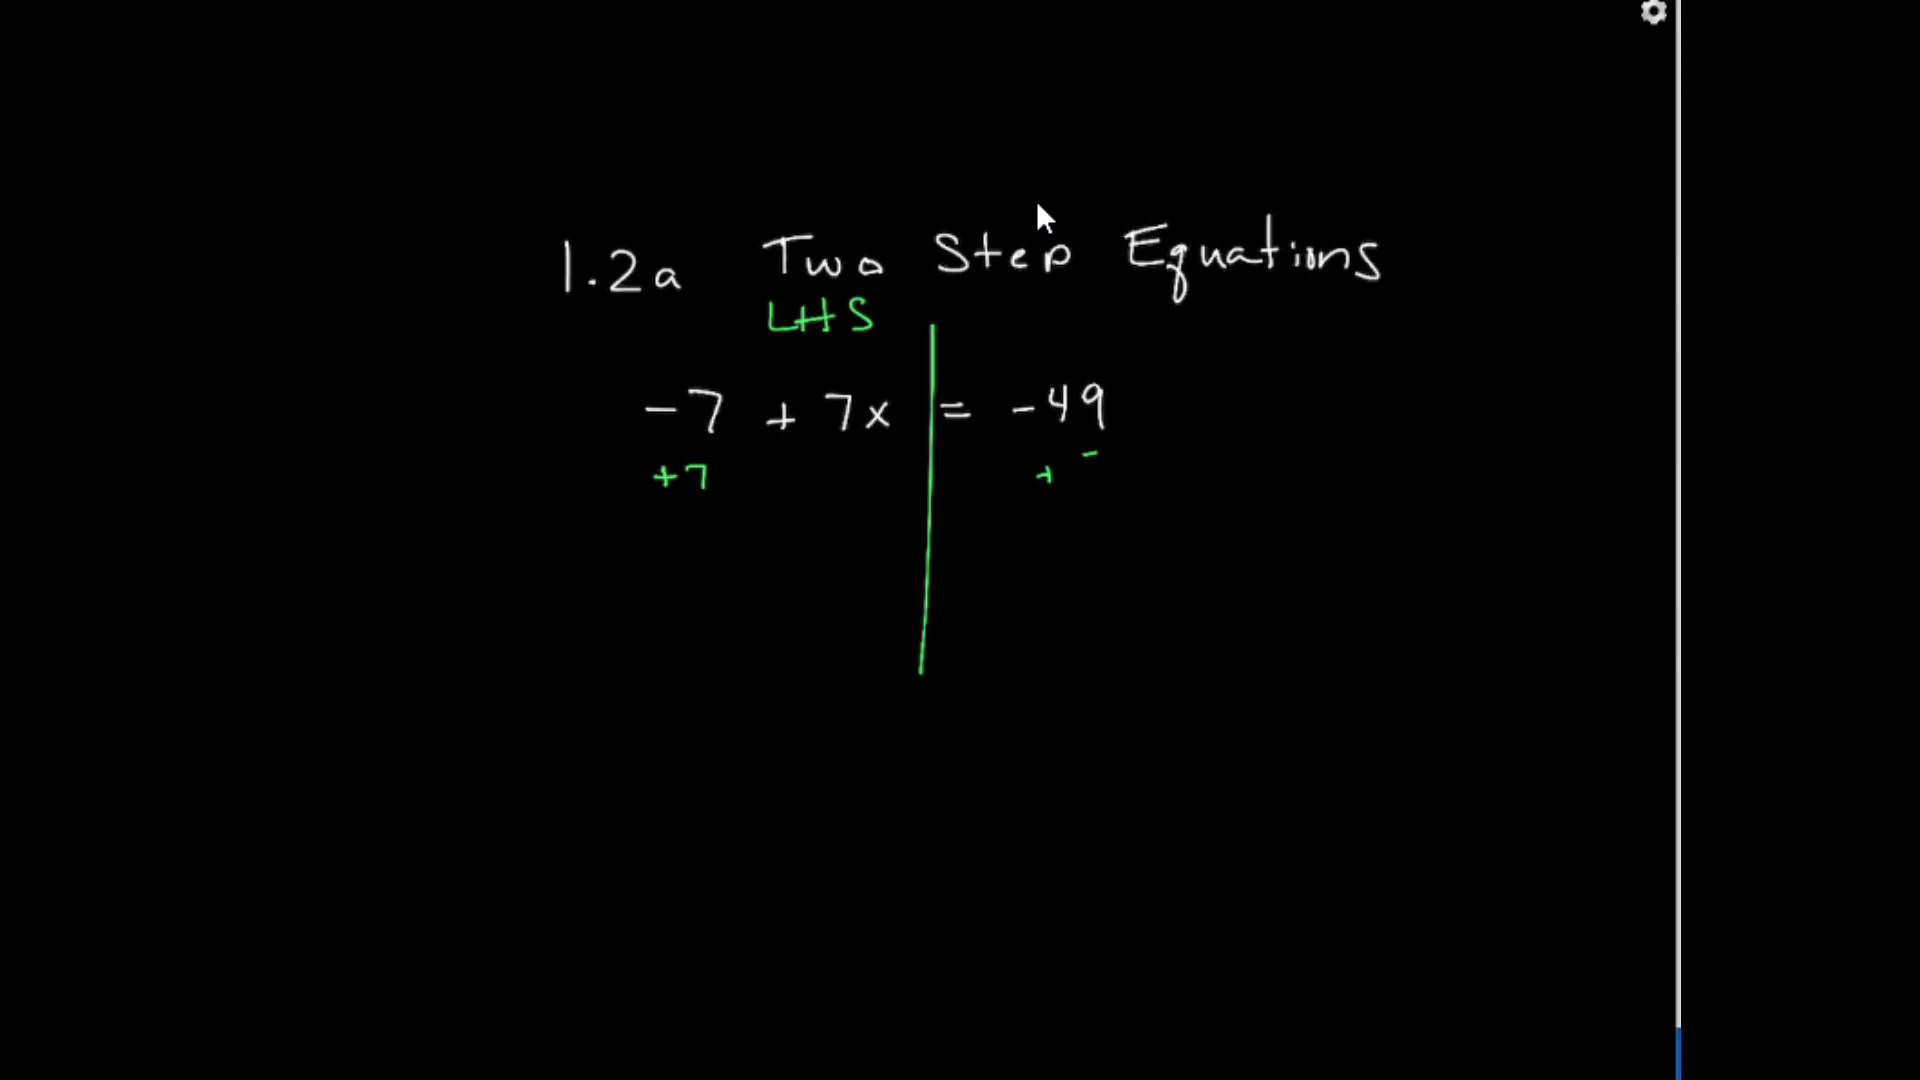 1.2a Two Step Equations
LHS
-7 + 7x = -49
+7 + -